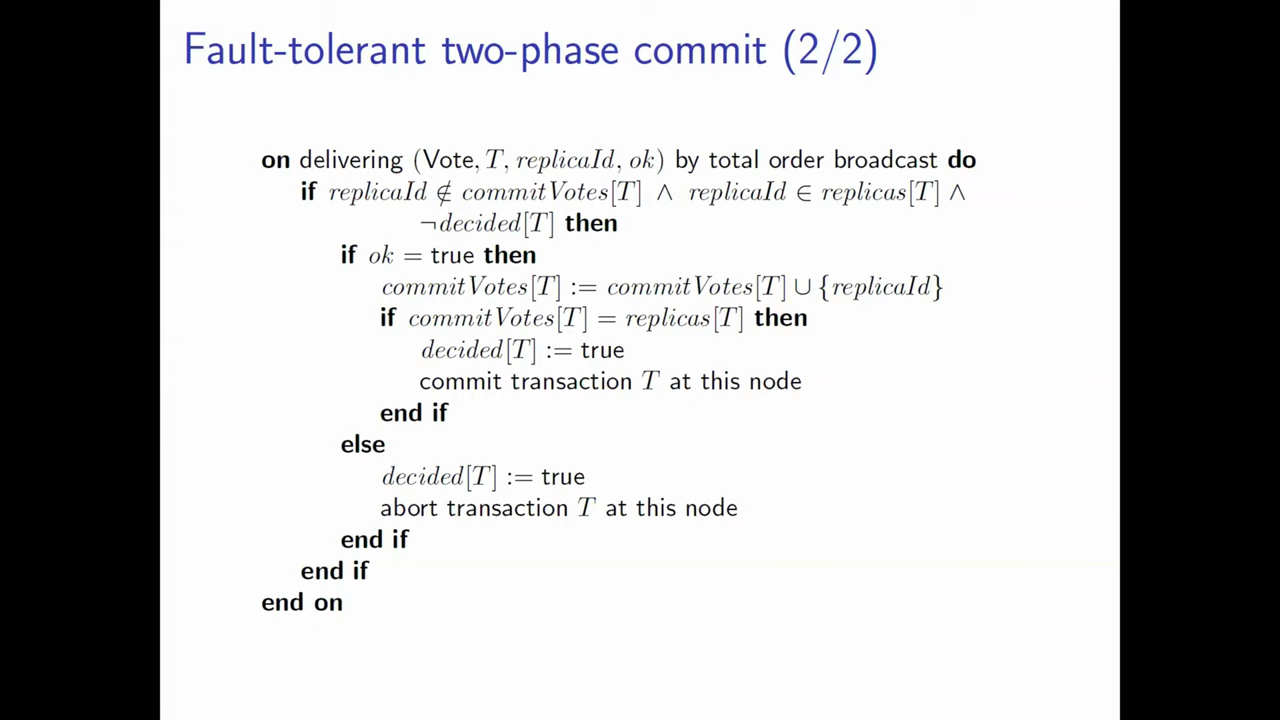 Fault-tolerant two-phase commit (2/2)
on delivering (Vote, T, replicaId, ok) by total order broadcast do
if replicaId ∉ commitVotes[T] ∧ replicaId ∈ replicas[T] ∧
¬decided[T] then
if ok = true then
commitVotes[T] := commitVotes[T] ∪ {replicaId}
if commitVotes[T] = replicas[T] then
decided[T] := true
commit transaction T at this node
end if
else
decided[T] := true
abort transaction T at this node
end if
end if
end on